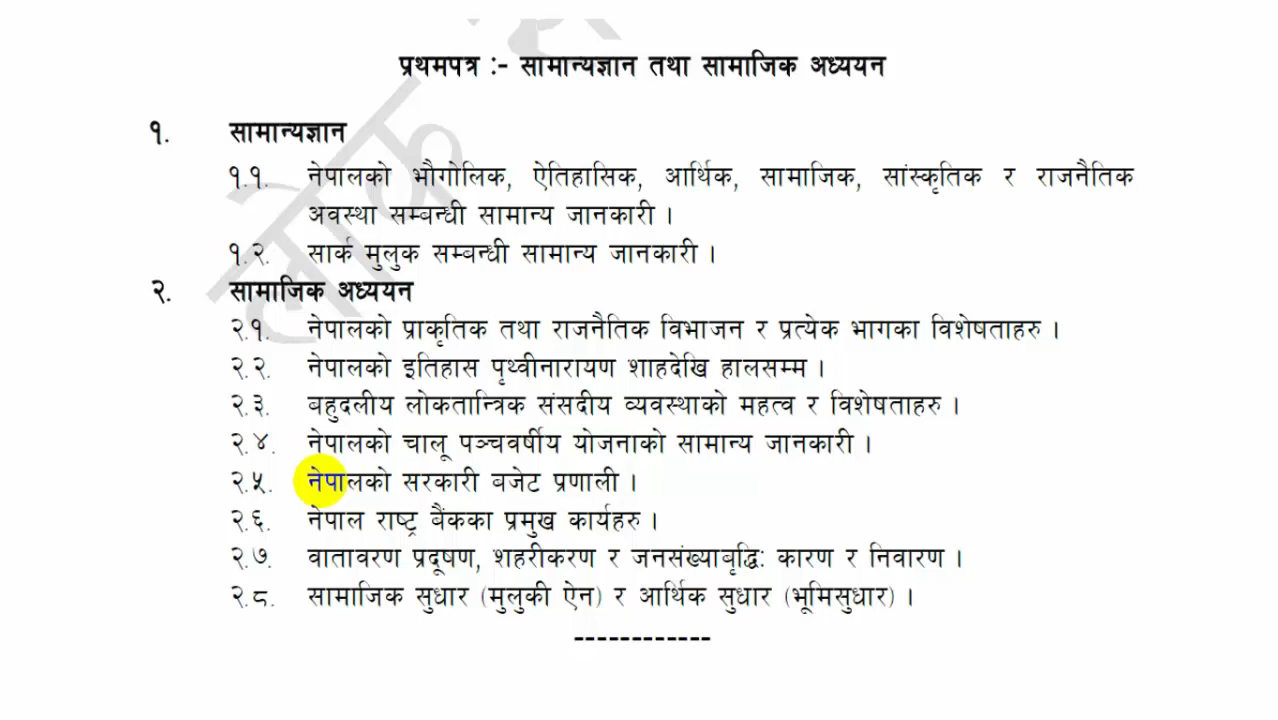 प्रथमपत्र :- सामान्यज्ञान तथा सामाजिक अध्ययन
१. सामान्यज्ञान
१.१. नेपालको भौगोलिक, ऐतिहासिक, आर्थिक, सामाजिक, सांस्कृतिक र राजनैतिक
अवस्था सम्बन्धी सामान्य जानकारी ।
१.२. सार्क मुलुक सम्बन्धी सामान्य जानकारी ।
२. सामाजिक अध्ययन
२.१. नेपालको प्राकृतिक तथा राजनैतिक विभाजन र प्रत्येक भागका विशेषताहरु ।
२.२. नेपालको इतिहास पृथ्वीनारायण शाहदेखि हालसम्म ।
२.३. बहुदलीय लोकतान्त्रिक संसदीय व्यवस्थाको महत्व र विशेषताहरु ।
२.४. नेपालको चालू पञ्चवर्षीय योजनाको सामान्य जानकारी ।
२.५. नेपालको सरकारी बजेट प्रणाली ।
२.६. नेपाल राष्ट्र बैंकका प्रमुख कार्यहरु ।
२.७. वातावरण प्रदूषण, शहरीकरण र जनसंख्याबृद्धि: कारण र निवारण ।
२.८. सामाजिक सुधार (मुलुकी ऐन) र आर्थिक सुधार (भूमिसुधार) ।
------------